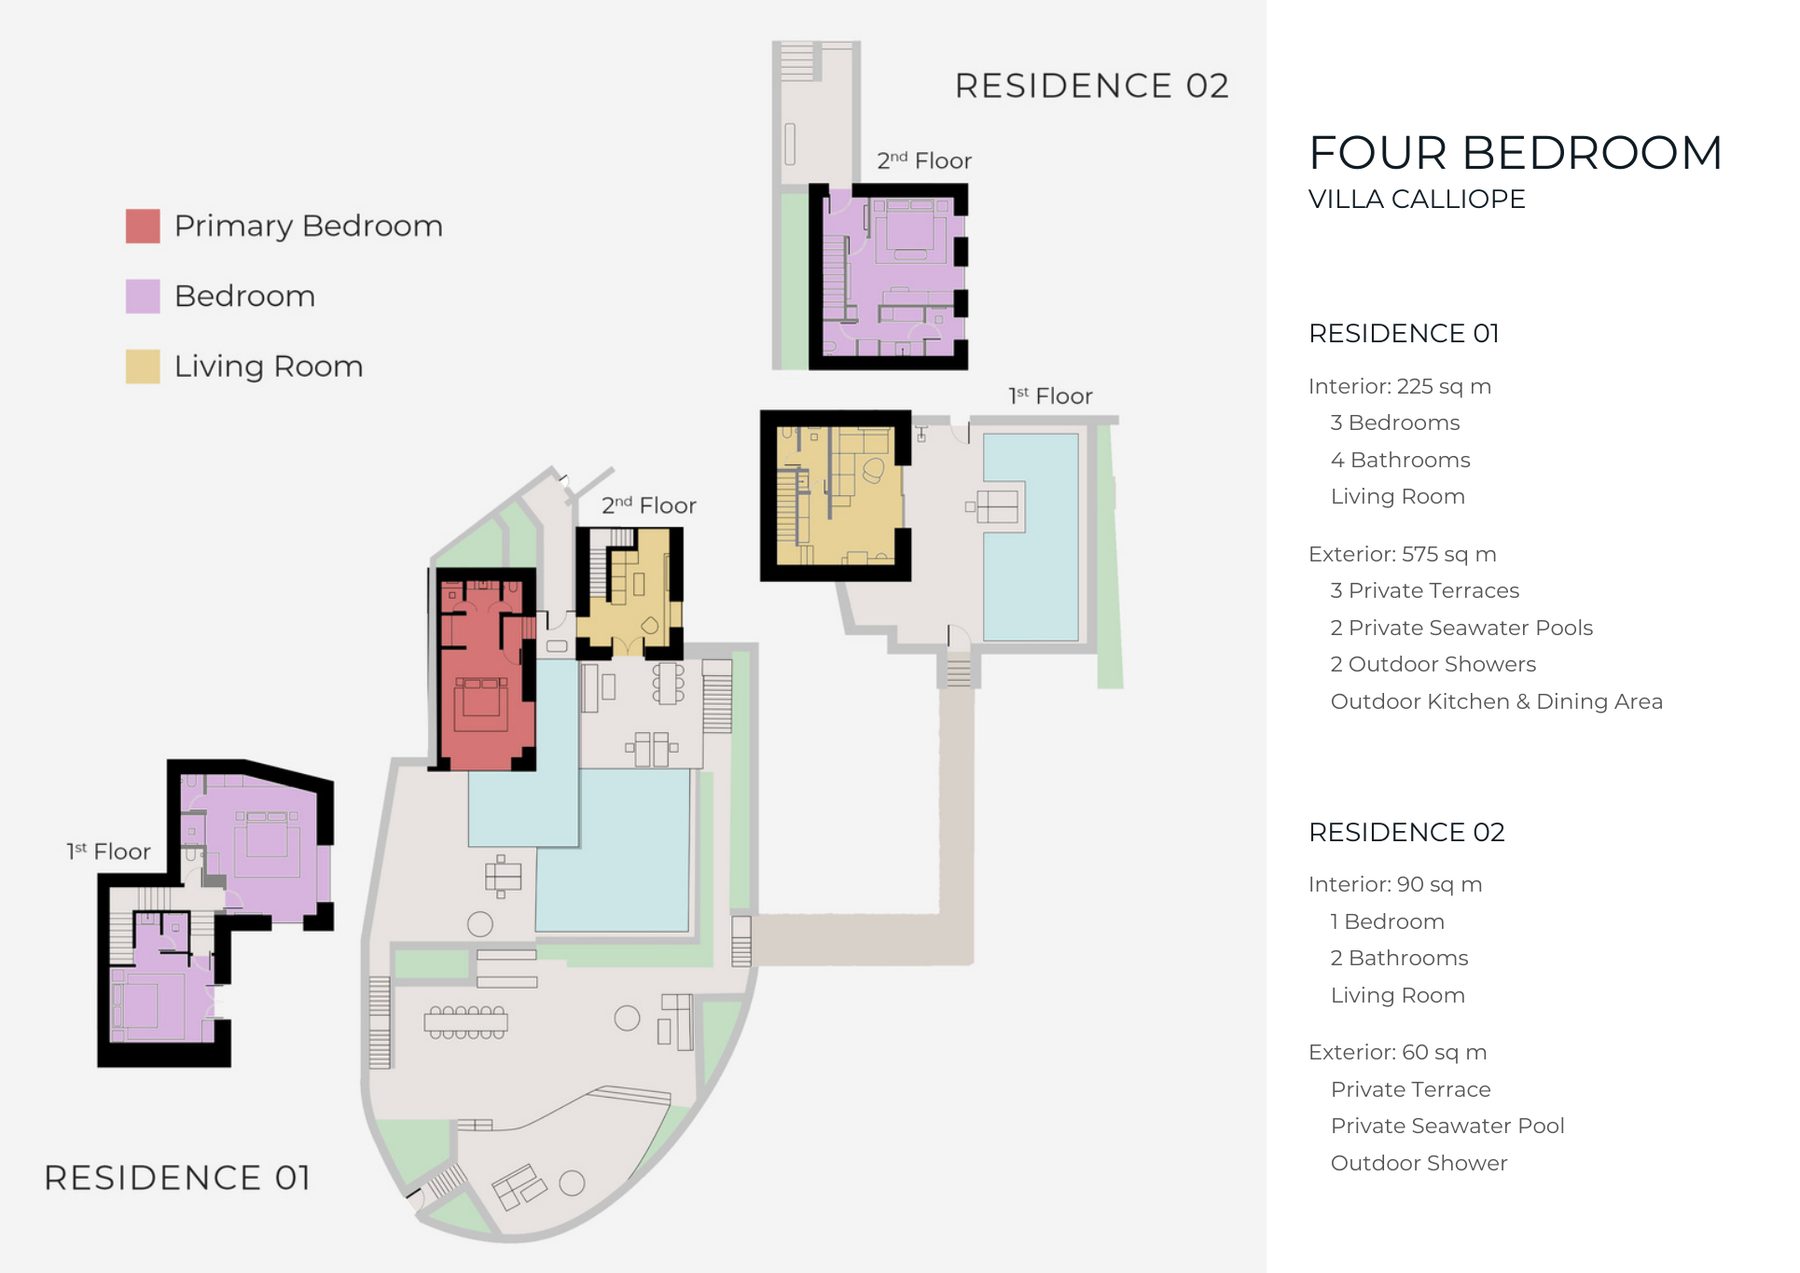 RESIDENCE 02
2nd Floor
Primary Bedroom
Bedroom
Living Room
1st Floor
2nd Floor
1st Floor
RESIDENCE 01
FOUR BEDROOM
VILLA CALLIOPE
RESIDENCE 01
Interior: 225 sq m
3 Bedrooms
4 Bathrooms
Living Room
Exterior: 575 sq m
3 Private Terraces
2 Private Seawater Pools
2 Outdoor Showers
Outdoor Kitchen & Dining Area
RESIDENCE 02
Interior: 90 sq m
1 Bedroom
2 Bathrooms
Living Room
Exterior: 60 sq m
Private Terrace
Private Seawater Pool
Outdoor Shower